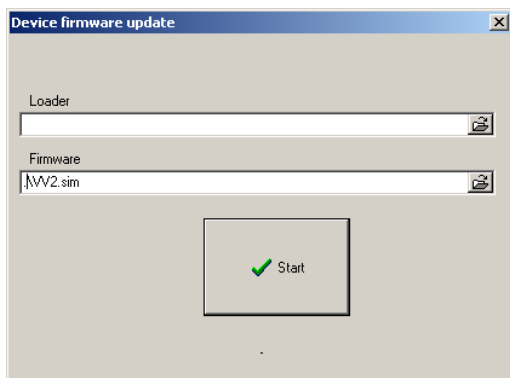 Device firmware update
Loader
Firmware
.\VV2.sim
Start
.